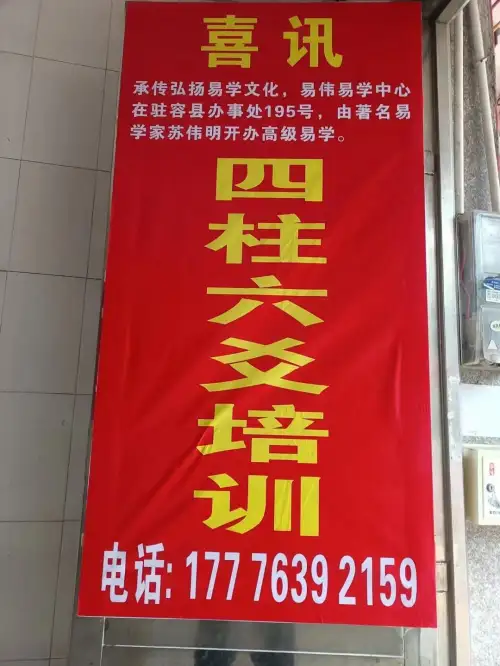 喜讯
承传弘扬易学文化，易伟易学中心
在驻容县办事处195号，由著名易
学家苏伟明开办高级易学。
四
柱
六
爻
培
训
电话: 177 7639 2159